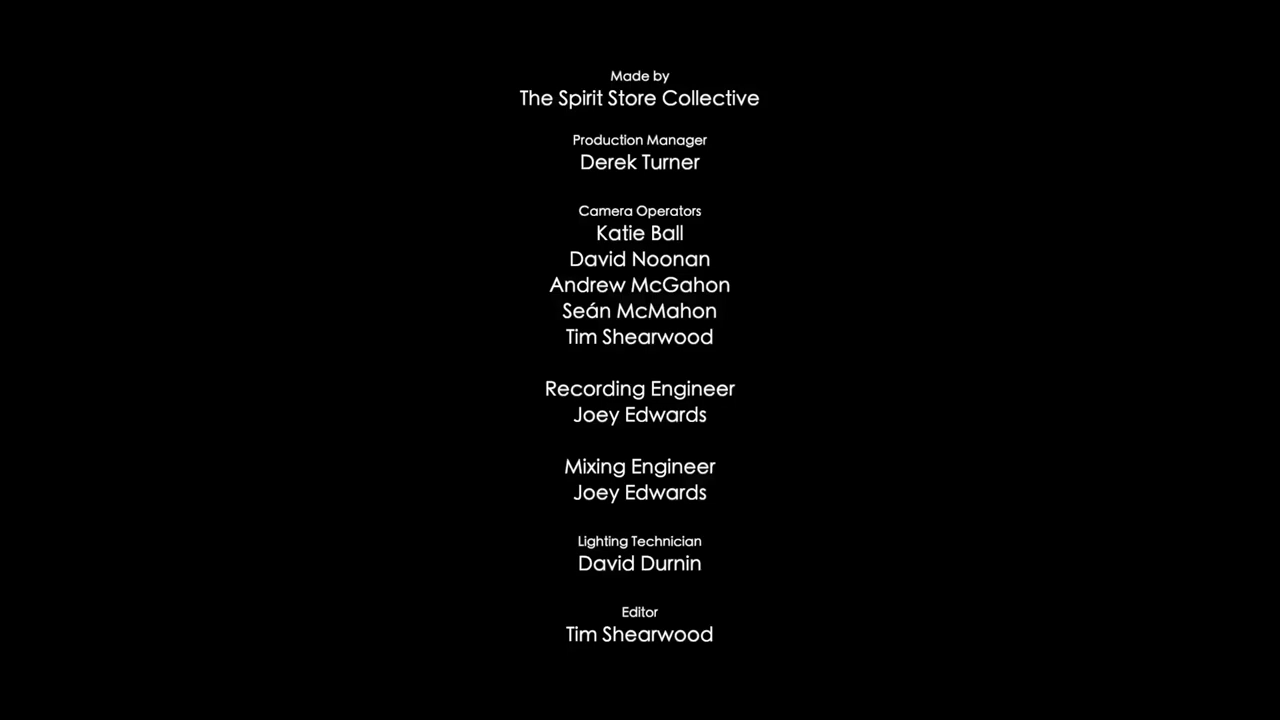 Made by
The Spirit Store Collective
Production Manager
Derek Turner
Camera Operators
Katie Ball
David Noonan
Andrew McGahon
Seán McMahon
Tim Shearwood
Recording Engineer
Joey Edwards
Mixing Engineer
Joey Edwards
Lighting Technician
David Durnin
Editor
Tim Shearwood